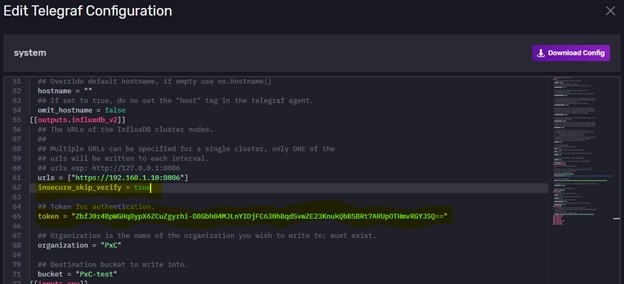 Edit Telegraf Configuration
system
Download Config
51 ## Override default hostname, if empty use os.Hostname()
52 hostname = ""
53 ## If set to true, do no set the "host" tag in the telegraf agent.
54 omit_hostname = false
55 [[outputs.influxdb_v2]]
56 ## The URLs of the InfluxDB cluster nodes.
57 ##
58 ## Multiple URLs can be specified for a single cluster, only ONE of the
59 ## urls will be written to each interval.
60 ## urls exp: http://127.0.0.1:8086
61 urls = ["https://192.168.1.10:8086"]
62 insecure_skip_verify = true
63
64 ## Token for authentication.
65 token =
66
67 ## Organization is the name of the organization you wish to write to; must exist.
68 organization = "PxC"
69
70 ## Destination bucket to write into.
71 bucket = "PxC-test"